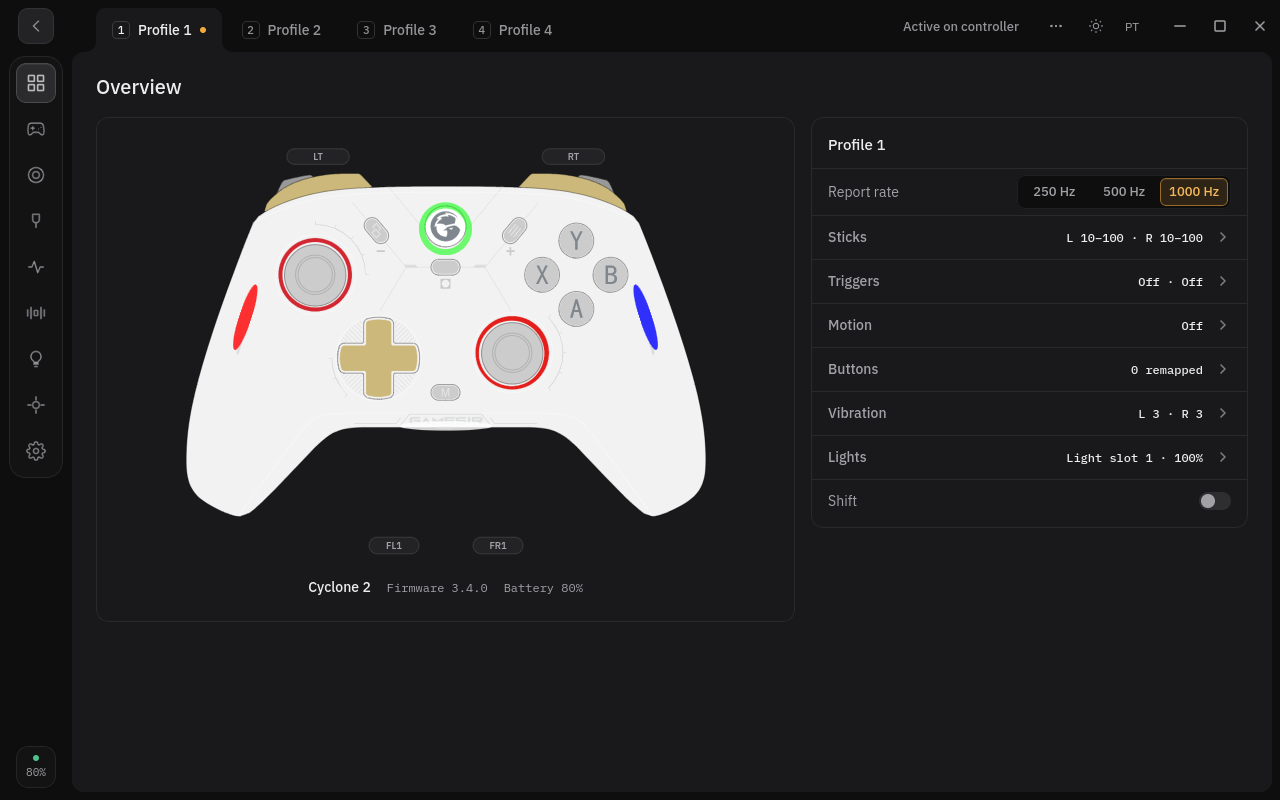 1 Profile 1
2 Profile 2
3 Profile 3
4 Profile 4
Active on controller
PT
Overview
LT
RT
Y
X
B
A
M
GAMESIR
FL1
FR1
Cyclone 2 Firmware 3.4.0 Battery 80%
Profile 1
Report rate 250 Hz 500 Hz 1000 Hz
Sticks L 10–100 · R 10–100
Triggers Off · Off
Motion Off
Buttons 0 remapped
Vibration L 3 · R 3
Lights Light slot 1 · 100%
Shift
80%